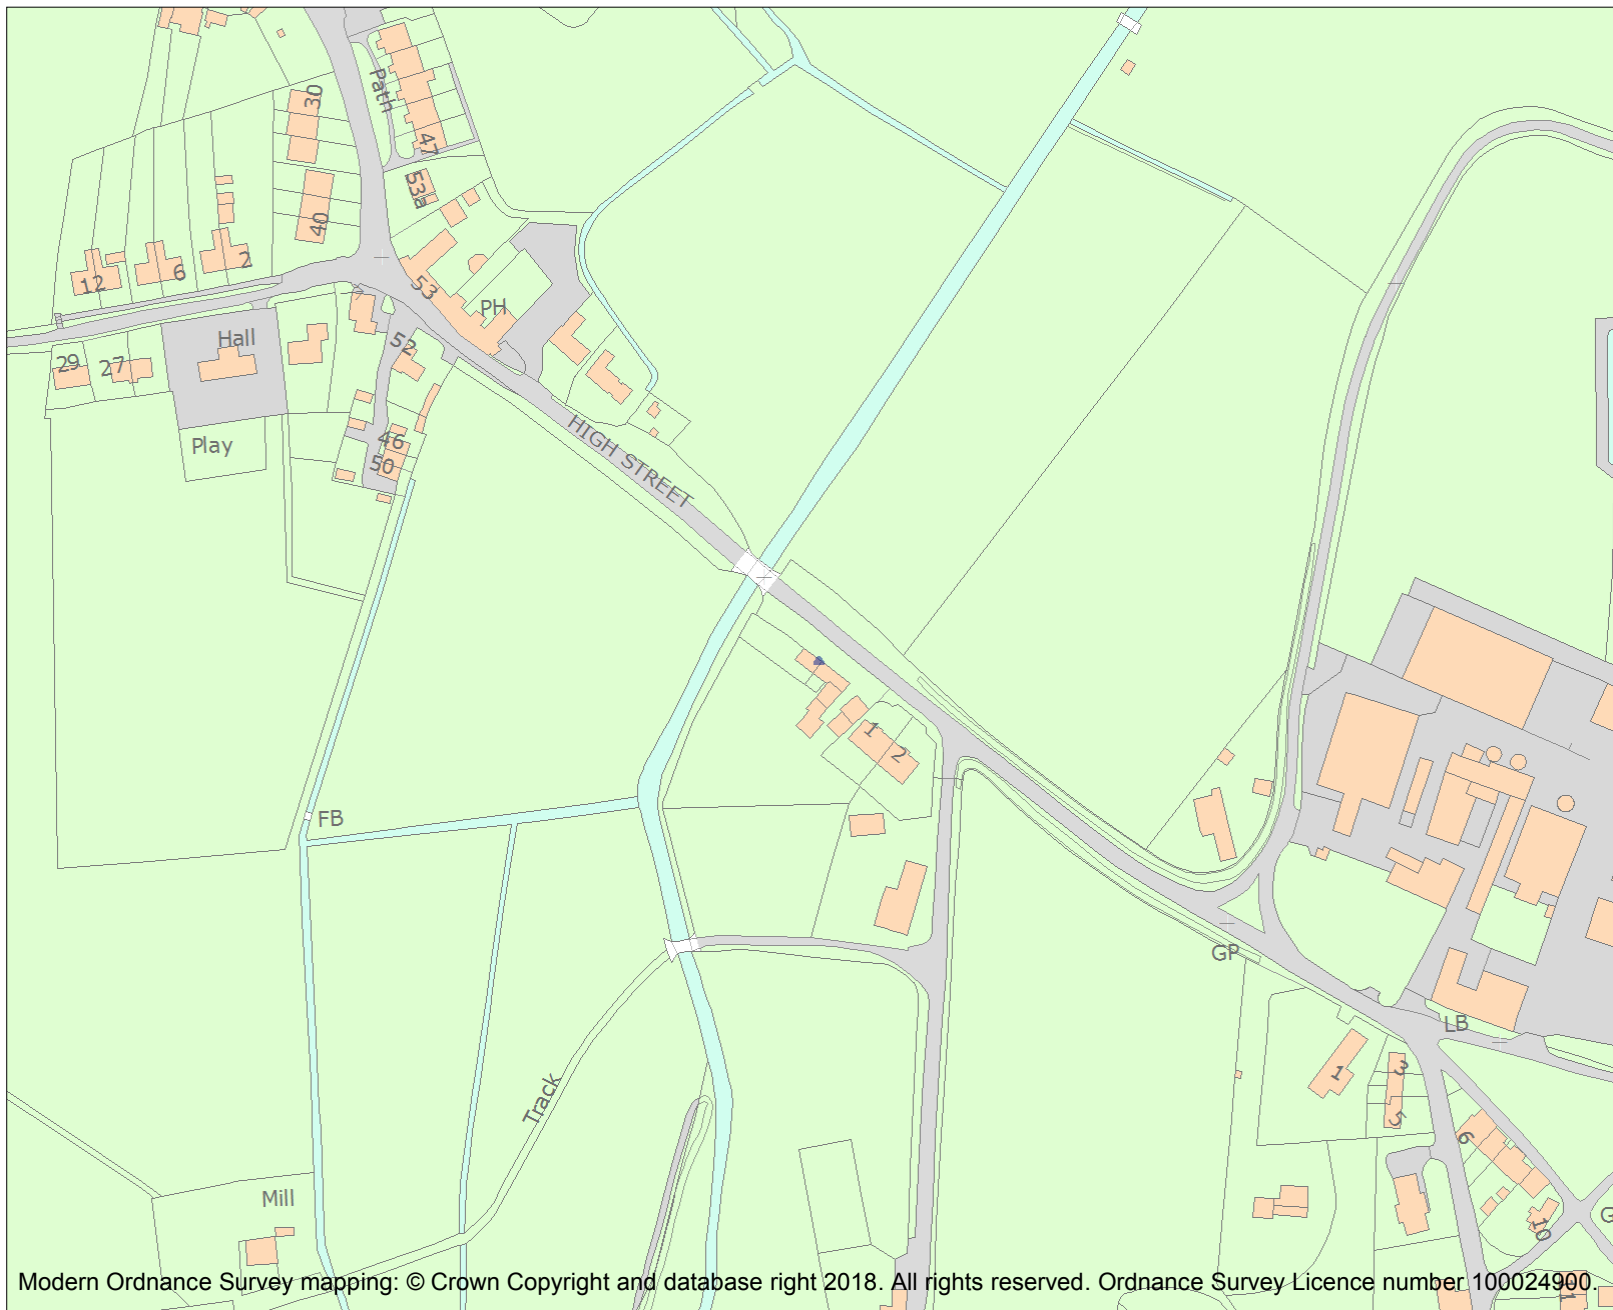 Path
30
47
53a
40
2
6
12
53
PH
52
Hall
29
27
46
50
Play
HIGH STREET
1
2
FB
GP
LB
1
3
5
Track
6
Mill
10
G
Modern Ordnance Survey mapping: © Crown Copyright and database right 2018. All rights reserved. Ordnance Survey Licence number 100024900.